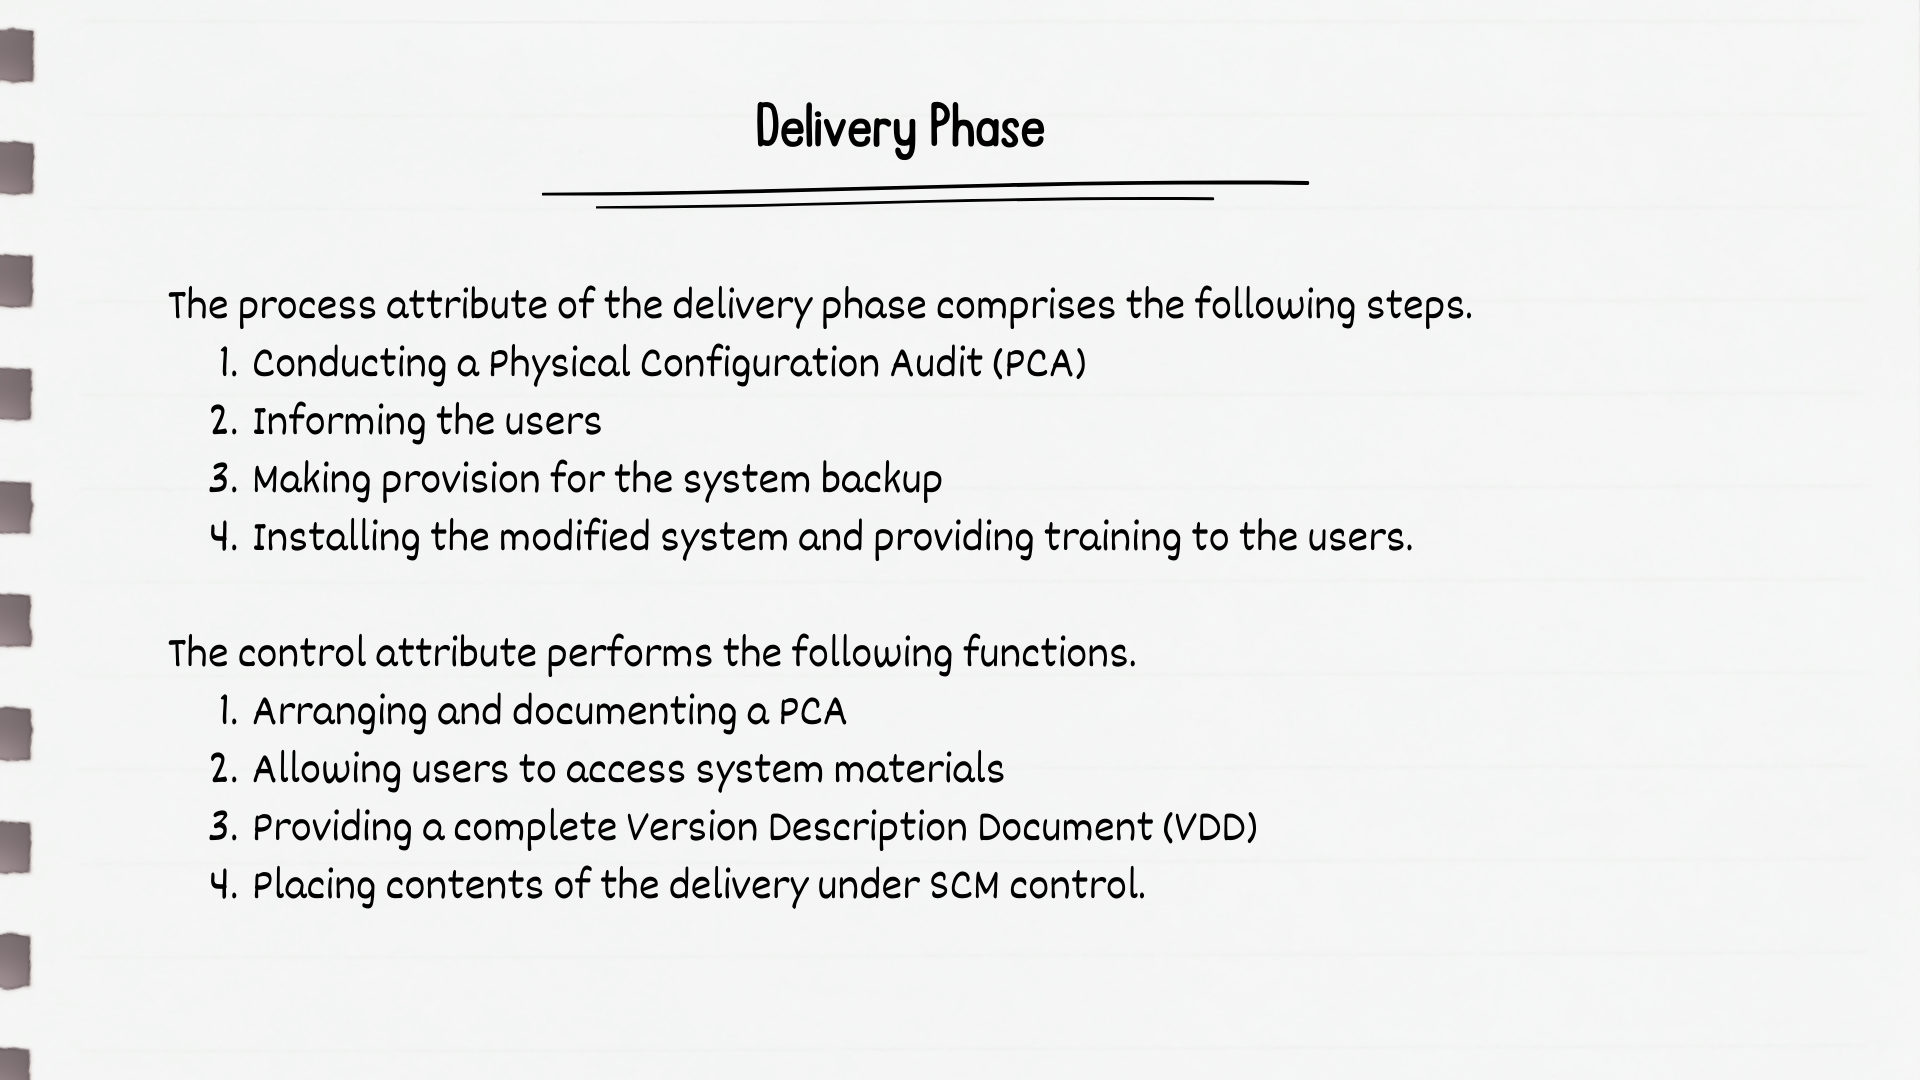 Delivery Phase
The process attribute of the delivery phase comprises the following steps.
1. Conducting a Physical Configuration Audit (PCA)
2. Informing the users
3. Making provision for the system backup
4. Installing the modified system and providing training to the users.
The control attribute performs the following functions.
1. Arranging and documenting a PCA
2. Allowing users to access system materials
3. Providing a complete Version Description Document (VDD)
4. Placing contents of the delivery under SCM control.